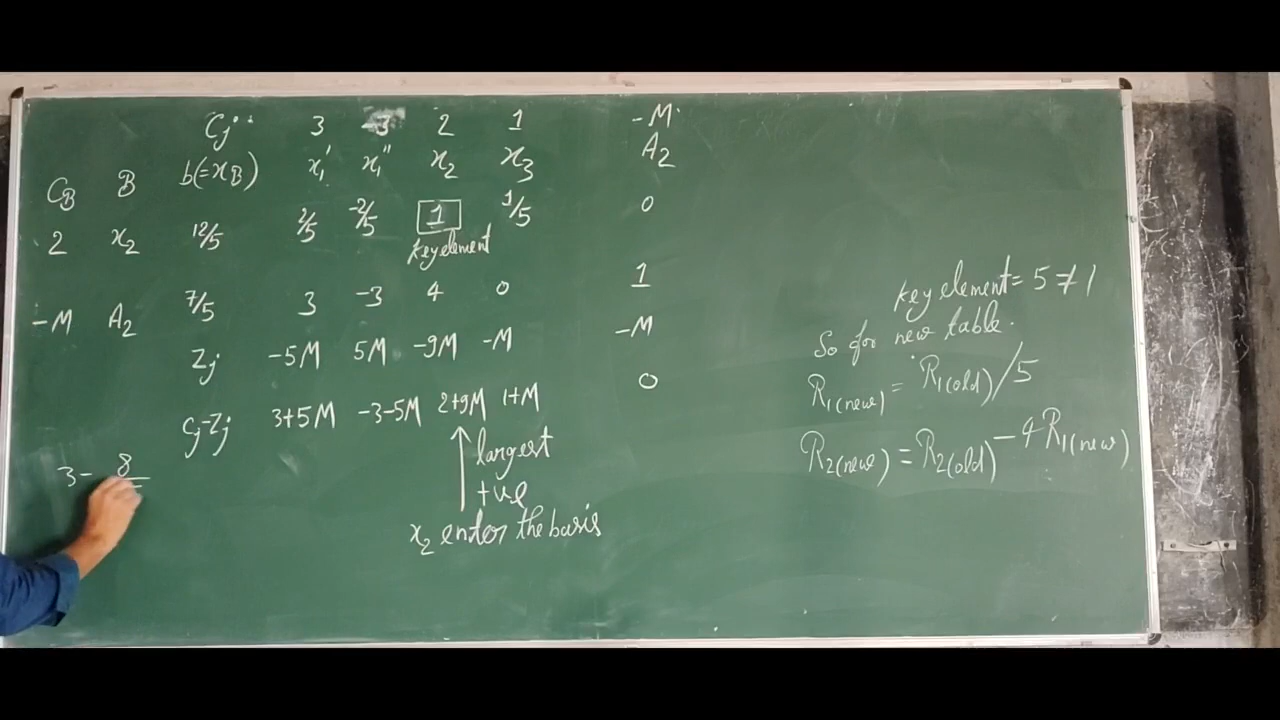 Cj 3 -3 2 1 -M
CB B b(=xB) x1' x1'' x2 x3 A2
2 x2 12/5 2/5 -2/5 1 1/5 0
key element
-M A2 7/5 3 -3 4 0 1
Zj -5M 5M -9M -M -M
Cj-Zj 3+5M -3-5M 2+9M 1+M 0
3- 8
largest
+ve
x2 enter the basis
key element = 5 ≠ 1
So for new table.
R1(new) = R1(old)/5
R2(new) = R2(old) - 4R1(new)